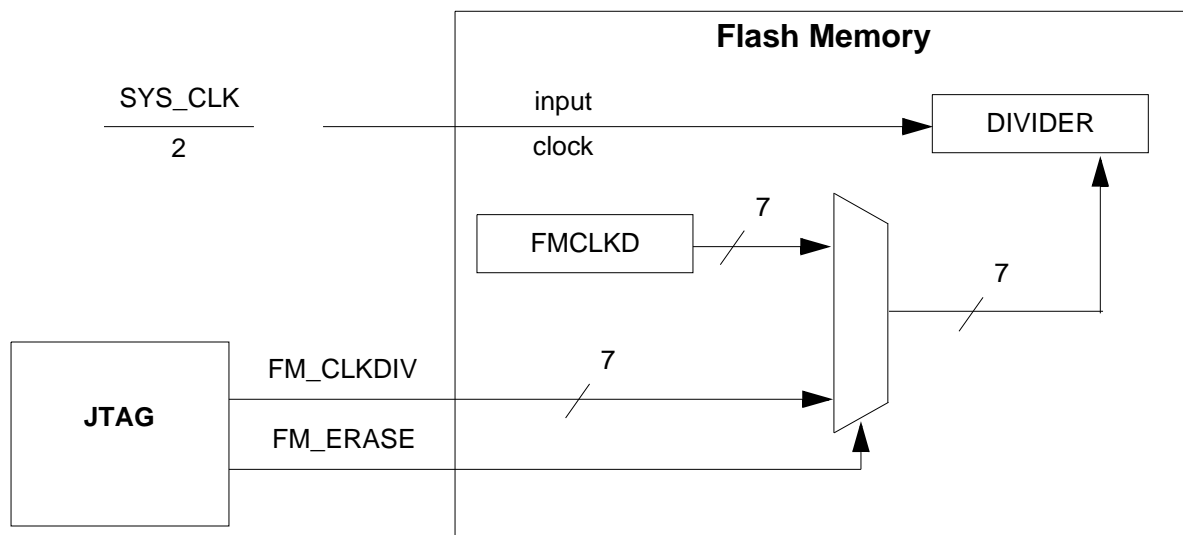 Flash Memory
SYS_CLK
2
input
clock
DIVIDER
7
FMCLKD
7
FM_CLKDIV
7
JTAG
FM_ERASE